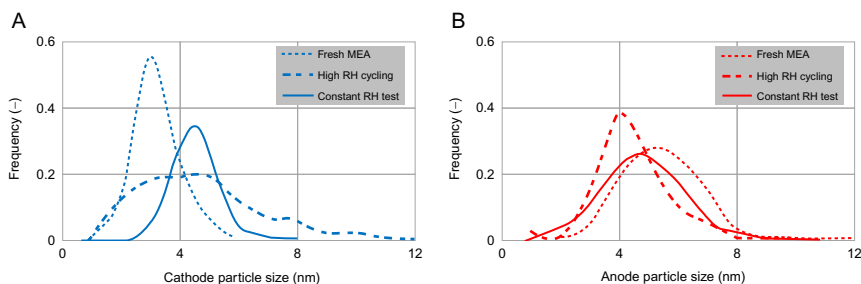 A
0.6
0.4
0.2
0
Frequency (–)
0
4
8
12
Cathode particle size (nm)
Fresh MEA
High RH cycling
Constant RH test
B
0.6
0.4
0.2
0
Frequency (–)
0
4
8
12
Anode particle size (nm)
Fresh MEA
High RH cycling
Constant RH test